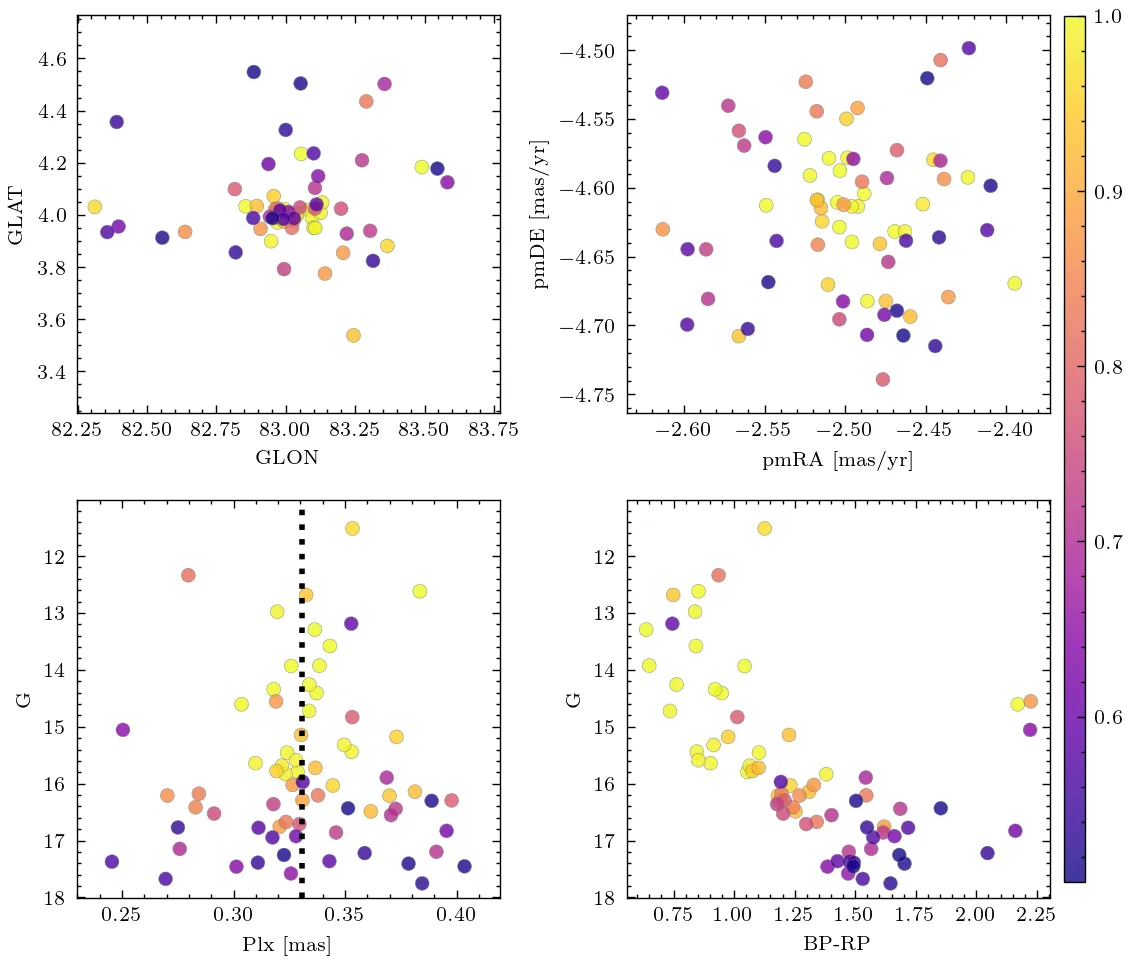 4.6
4.4
4.2
4.0
3.8
3.6
3.4
GLAT
82.25 82.50 82.75 83.00 83.25 83.50 83.75
GLON
−4.50
−4.55
−4.60
−4.65
−4.70
−4.75
pmDE [mas/yr]
−2.60 −2.55 −2.50 −2.45 −2.40
pmRA [mas/yr]
1.0
0.9
0.8
0.7
0.6
12
13
14
15
16
17
18
G
0.25 0.30 0.35 0.40
Plx [mas]
12
13
14
15
16
17
18
G
0.75 1.00 1.25 1.50 1.75 2.00 2.25
BP-RP